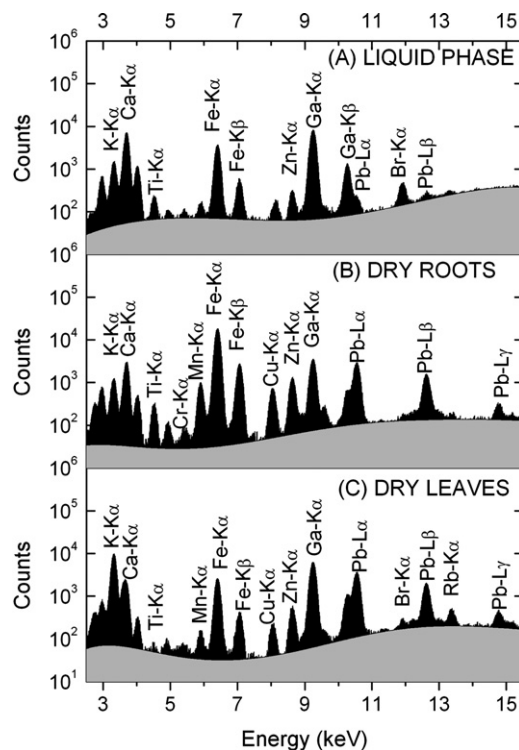 3 5 7 9 11 13 15
10^6
(A) LIQUID PHASE
10^5
10^4
10^3
10^2
Counts
K-Kα
Ca-Kα
Ti-Kα
Fe-Kα
Fe-Kβ
Zn-Kα
Ga-Kα
Ga-Kβ
Pb-Lα
Br-Kα
Pb-Lβ
10^6
(B) DRY ROOTS
10^5
10^4
10^3
10^2
Counts
K-Kα
Ca-Kα
Ti-Kα
Cr-Kα
Mn-Kα
Fe-Kα
Fe-Kβ
Cu-Kα
Zn-Kα
Ga-Kα
Pb-Lα
Pb-Lβ
Pb-Lγ
10^6
(C) DRY LEAVES
10^5
10^4
10^3
10^2
10^1
Counts
K-Kα
Ca-Kα
Ti-Kα
Mn-Kα
Fe-Kα
Fe-Kβ
Cu-Kα
Zn-Kα
Ga-Kα
Pb-Lα
Br-Kα
Pb-Lβ
Rb-Kα
Pb-Lγ
3 5 7 9 11 13 15
Energy (keV)